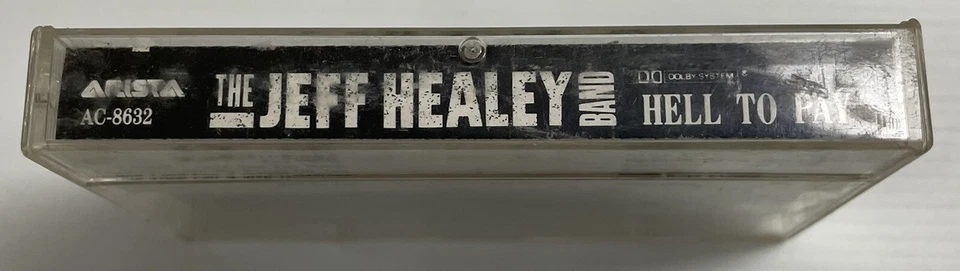 ARISTA
AC-8632
THE JEFF HEALEY BAND
DOLBY SYSTEM ®
HELL TO PAY